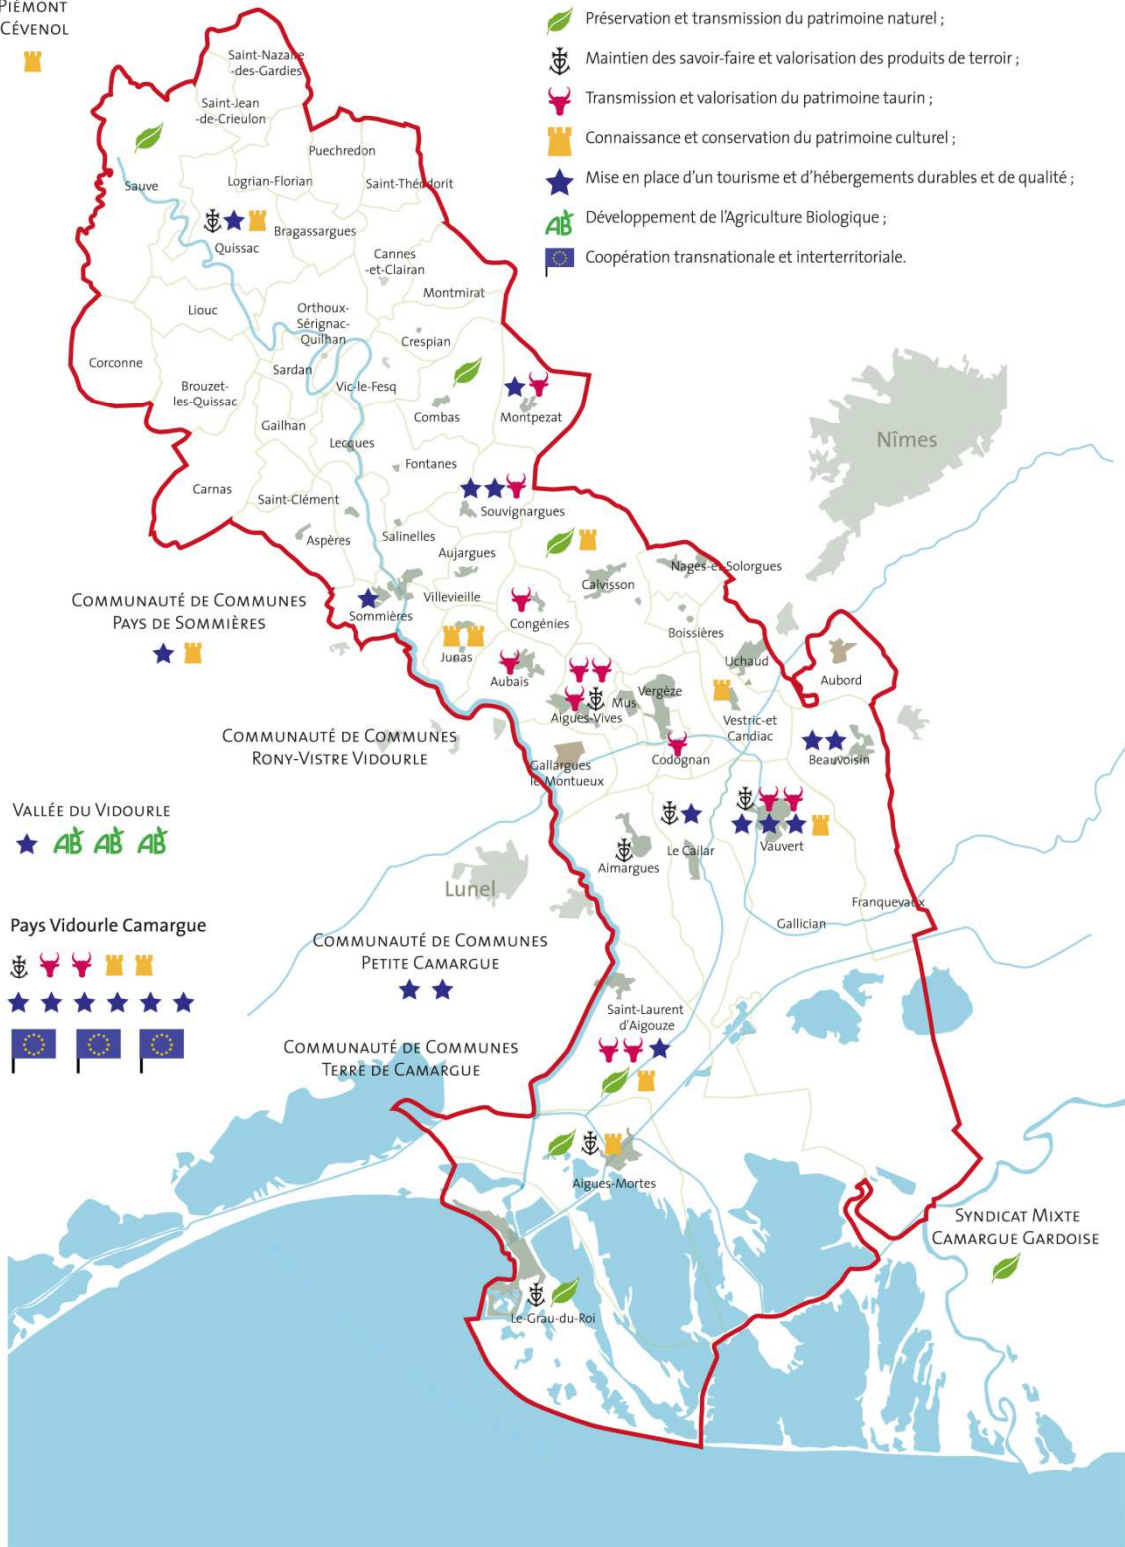 PIÉMONT
CÉVENOL
Préservation et transmission du patrimoine naturel ;
Maintien des savoir-faire et valorisation des produits de terroir ;
Transmission et valorisation du patrimoine taurin ;
Connaissance et conservation du patrimoine culturel ;
Mise en place d'un tourisme et d'hébergements durables et de qualité ;
AB
Développement de l'Agriculture Biologique ;
Coopération transnationale et interterritoriale.
Saint-Nazaire
-des-Gardies
Saint-Jean
-de-Crieulon
Puechredon
Logrian-Florian
Saint-Théodorit
Sauve
Bragassargues
Quissac
Cannes
-et-Clairan
Montmirat
Liouc
Orthoux-
Sérignac-
Quilhan
Crespian
Corconne
Sardan
Brouzet-
les-Quissac
Vic-le-Fesq
Combas
Montpezat
Gailhan
Lecques
Nîmes
Fontanes
Carnas
Saint-Clément
Souvignargues
Aspères
Salinelles
Aujargues
Nages-et-Solorgues
Calvisson
COMMUNAUTÉ DE COMMUNES
PAYS DE SOMMIÈRES
Villevieille
Sommières
Congénies
Boissières
Junas
Uchaud
Aubais
Aubord
Mus
Vergèze
Aigues-Vives
Vestric-et
Candiac
COMMUNAUTÉ DE COMMUNES
RONY-VISTRE VIDOURLE
Codognan
Beauvoisin
Gallargues
le Montueux
VALLÉE DU VIDOURLE
AB AB AB
Vauvert
Le Cailar
Aimargues
Lunel
Franquevaux
Gallician
Pays Vidourle Camargue
COMMUNAUTÉ DE COMMUNES
PETITE CAMARGUE
Saint-Laurent
d'Aigouze
COMMUNAUTÉ DE COMMUNES
TERRE DE CAMARGUE
Aigues-Mortes
SYNDICAT MIXTE
CAMARGUE GARDOISE
Le-Grau-du-Roi